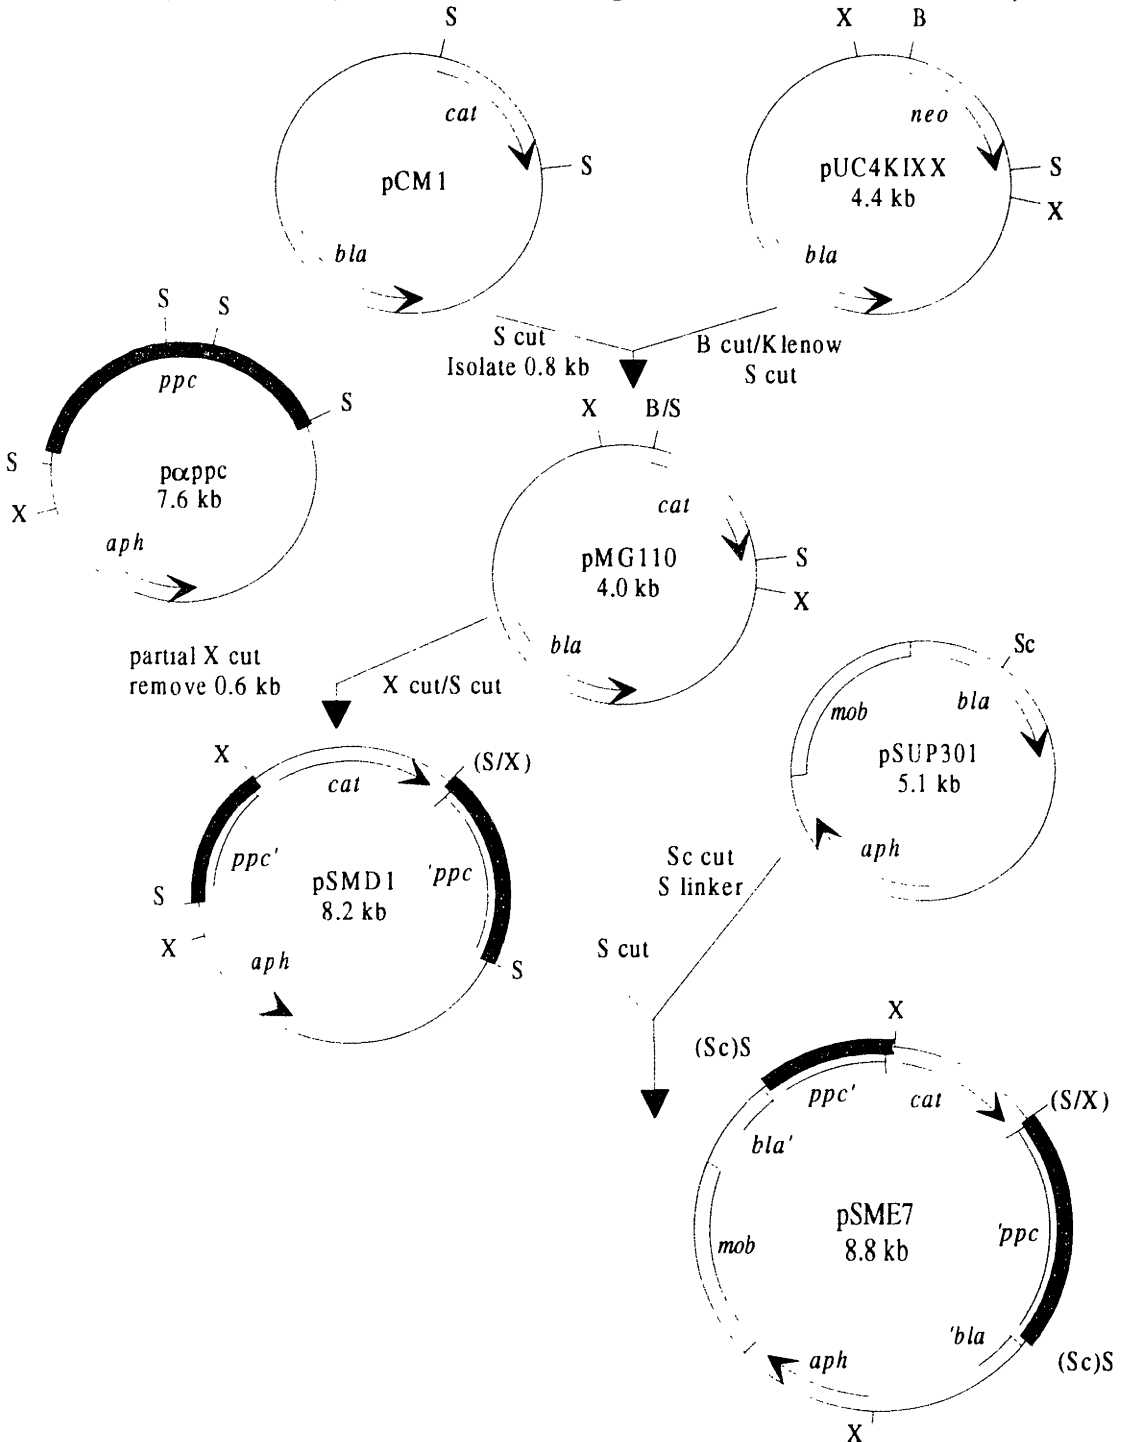 S
X B
cat
neo
S
pCM1
pUC4KIXX
4.4 kb
S
X
bla
bla
S S
S cut
Isolate 0.8 kb
B cut/Klenow
S cut
ppc
S
X B/S
S
pαppc
7.6 kb
X
cat
aph
pMG110
4.0 kb
S
X
bla
partial X cut
remove 0.6 kb
X cut/S cut
Sc
bla
mob
pSUP301
5.1 kb
X
(S/X)
cat
aph
ppc'
'ppc
pSMD1
8.2 kb
Sc cut
S linker
S
X
S cut
aph
S
X
(Sc)S
ppc'
cat
(S/X)
bla'
pSME7
8.8 kb
'ppc
mob
'bla
aph
(Sc)S
X